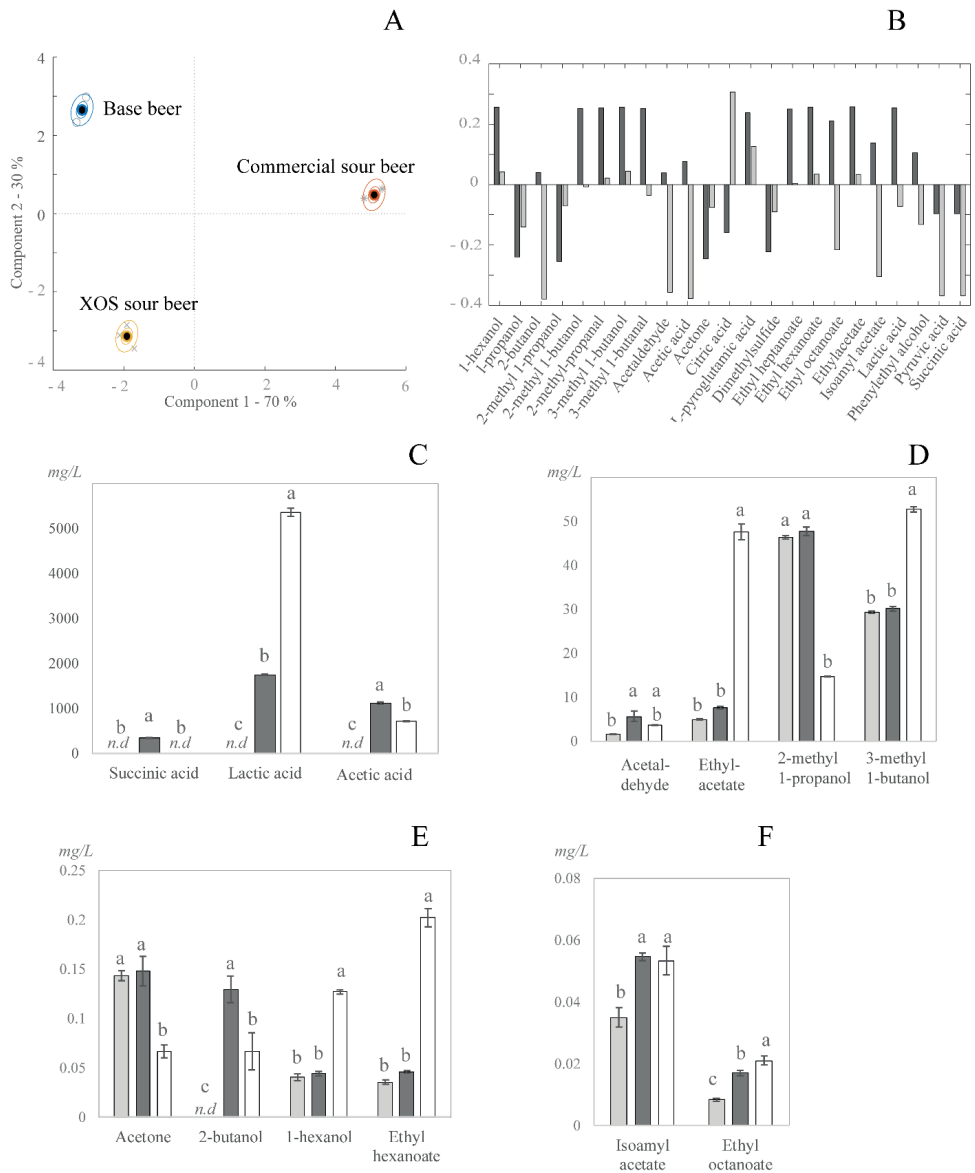 A
4
2
0
- 2
- 4
- 4
- 2
0
2
4
6
Component 2 - 30 %
Component 1 - 70 %
Base beer
Commercial sour beer
XOS sour beer
B
0.4
0.2
0
- 0.2
- 0.4
1-hexanol
1-propanol
2-butanol
2-methyl 1-propanol
2-methyl 1-butanol
2-methyl-propanal
3-methyl 1-butanol
3-methyl 1-butanal
Acetaldehyde
Acetic acid
Acetone
Citric acid
L-pyroglutamic acid
Dimethylsulfide
Ethyl heptanoate
Ethyl hexanoate
Ethyl octanoate
Ethylacetate
Isoamyl acetate
Lactic acid
Phenylethyl alcohol
Pyruvic acid
Succinic acid
C
mg/L
5000
4000
3000
2000
1000
0
b a b
n.d n.d
c b a
n.d
c a b
n.d
Succinic acid Lactic acid Acetic acid
D
mg/L
50
40
30
20
10
0
b a a
b
b b a
a a b
b b a
Acetal-
dehyde
Ethyl-
acetate
2-methyl
1-propanol
3-methyl
1-butanol
E
mg/L
0.25
0.2
0.15
0.1
0.05
0
a a b
c a b
n.d
b b a
b b a
Acetone 2-butanol 1-hexanol Ethyl
hexanoate
F
mg/L
0.08
0.06
0.04
0.02
0
b a a
c b a
Isoamyl
acetate
Ethyl
octanoate